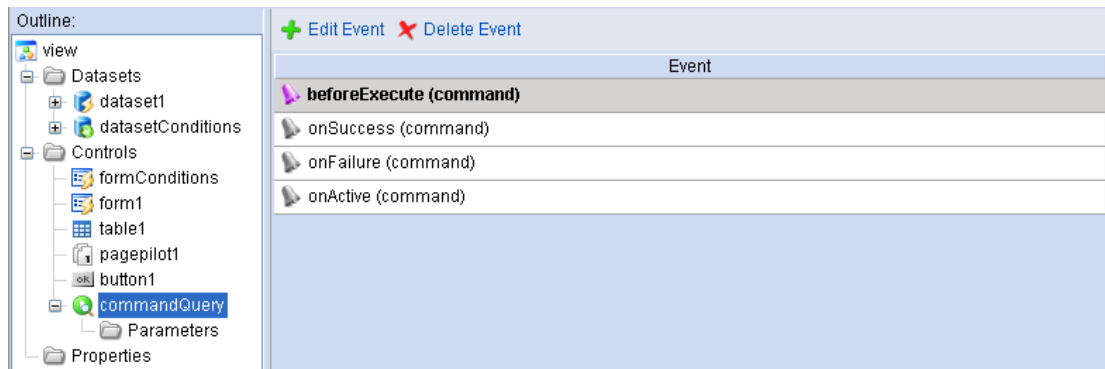 Outline:
view
Datasets
dataset1
datasetConditions
Controls
formConditions
form1
table1
pagepilot1
button1
commandQuery
Parameters
Properties
Edit Event Delete Event
Event
beforeExecute (command)
onSuccess (command)
onFailure (command)
onActive (command)